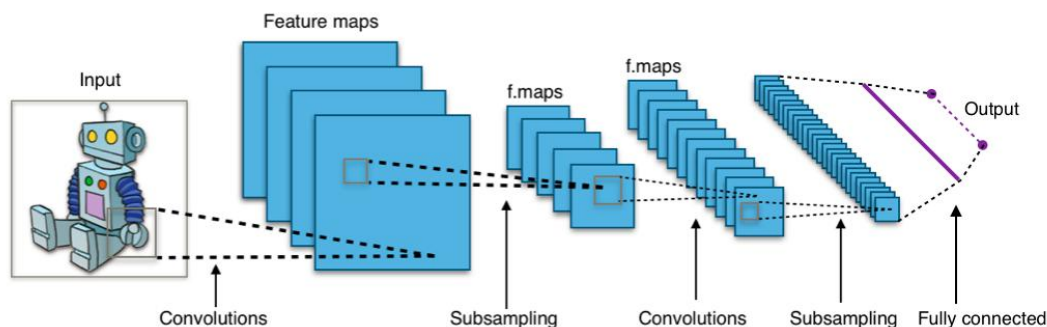 Feature maps
Input
f.maps
f.maps
Output
Convolutions
Subsampling
Convolutions
Subsampling
Fully connected